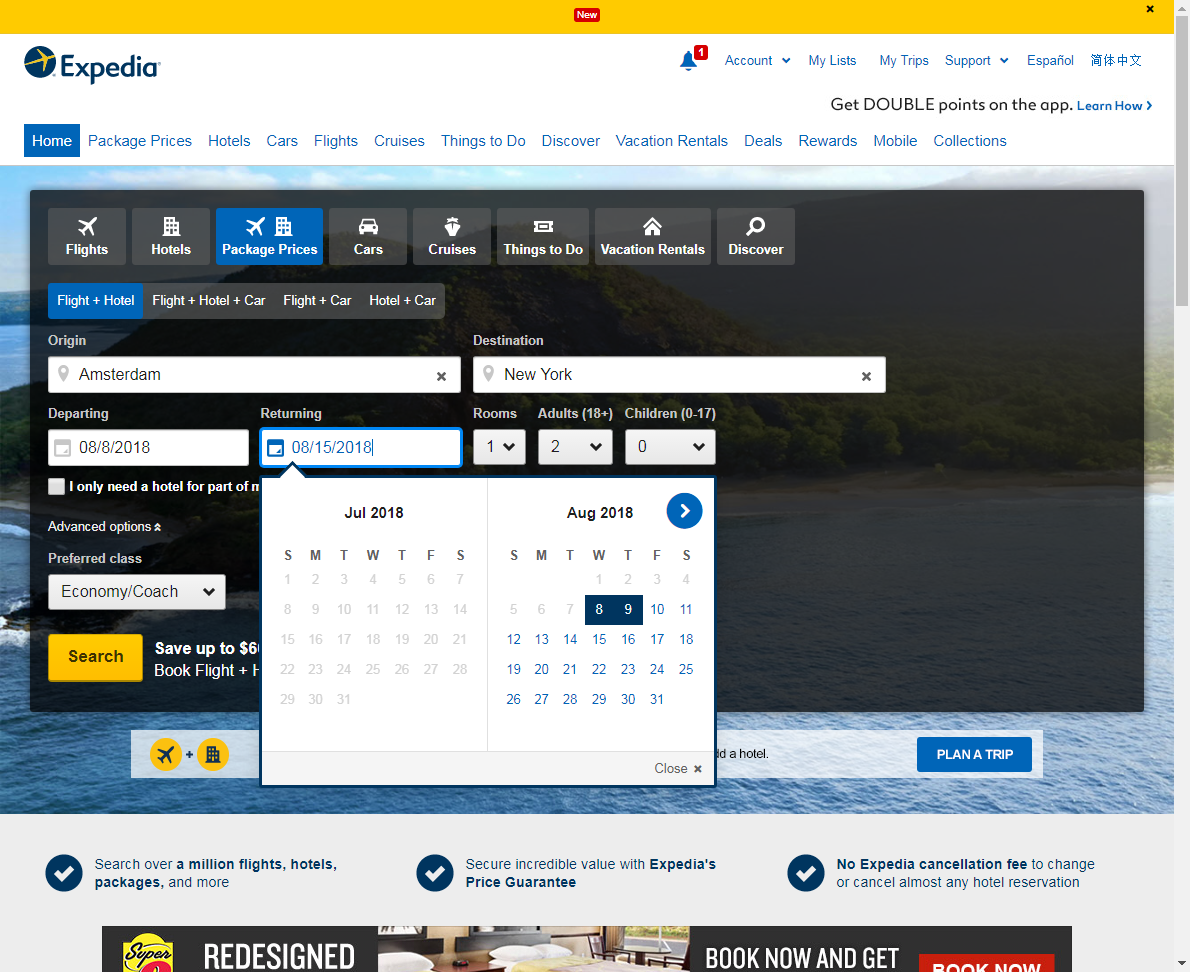 New
Expedia
1
Account
My Lists
My Trips
Support
Español
简体中文
Get DOUBLE points on the app. Learn How
Home Package Prices Hotels Cars Flights Cruises Things to Do Discover Vacation Rentals Deals Rewards Mobile Collections
Flights Hotels Package Prices Cars Cruises Things to Do Vacation Rentals Discover
Flight + Hotel Flight + Hotel + Car Flight + Car Hotel + Car
Origin Destination
Amsterdam × New York ×
Departing Returning Rooms Adults (18+) Children (0-17)
08/8/2018 08/15/2018 1 2 0
I only need a hotel for part of
Advanced options
Preferred class
Economy/Coach
Search
Save up to
Book Flight +
Jul 2018
S M T W T F S
1 2 3 4 5 6 7
8 9 10 11 12 13 14
15 16 17 18 19 20 21
22 23 24 25 26 27 28
29 30 31
Aug 2018
S M T W T F S
1 2 3 4
5 6 7 8 9 10 11
12 13 14 15 16 17 18
19 20 21 22 23 24 25
26 27 28 29 30 31
Close ×
+
a hotel.
PLAN A TRIP
Search over a million flights, hotels,
packages, and more
Secure incredible value with Expedia's
Price Guarantee
No Expedia cancellation fee to change
or cancel almost any hotel reservation
Super
REDESIGNED
BOOK NOW AND GET
BOOK NOW